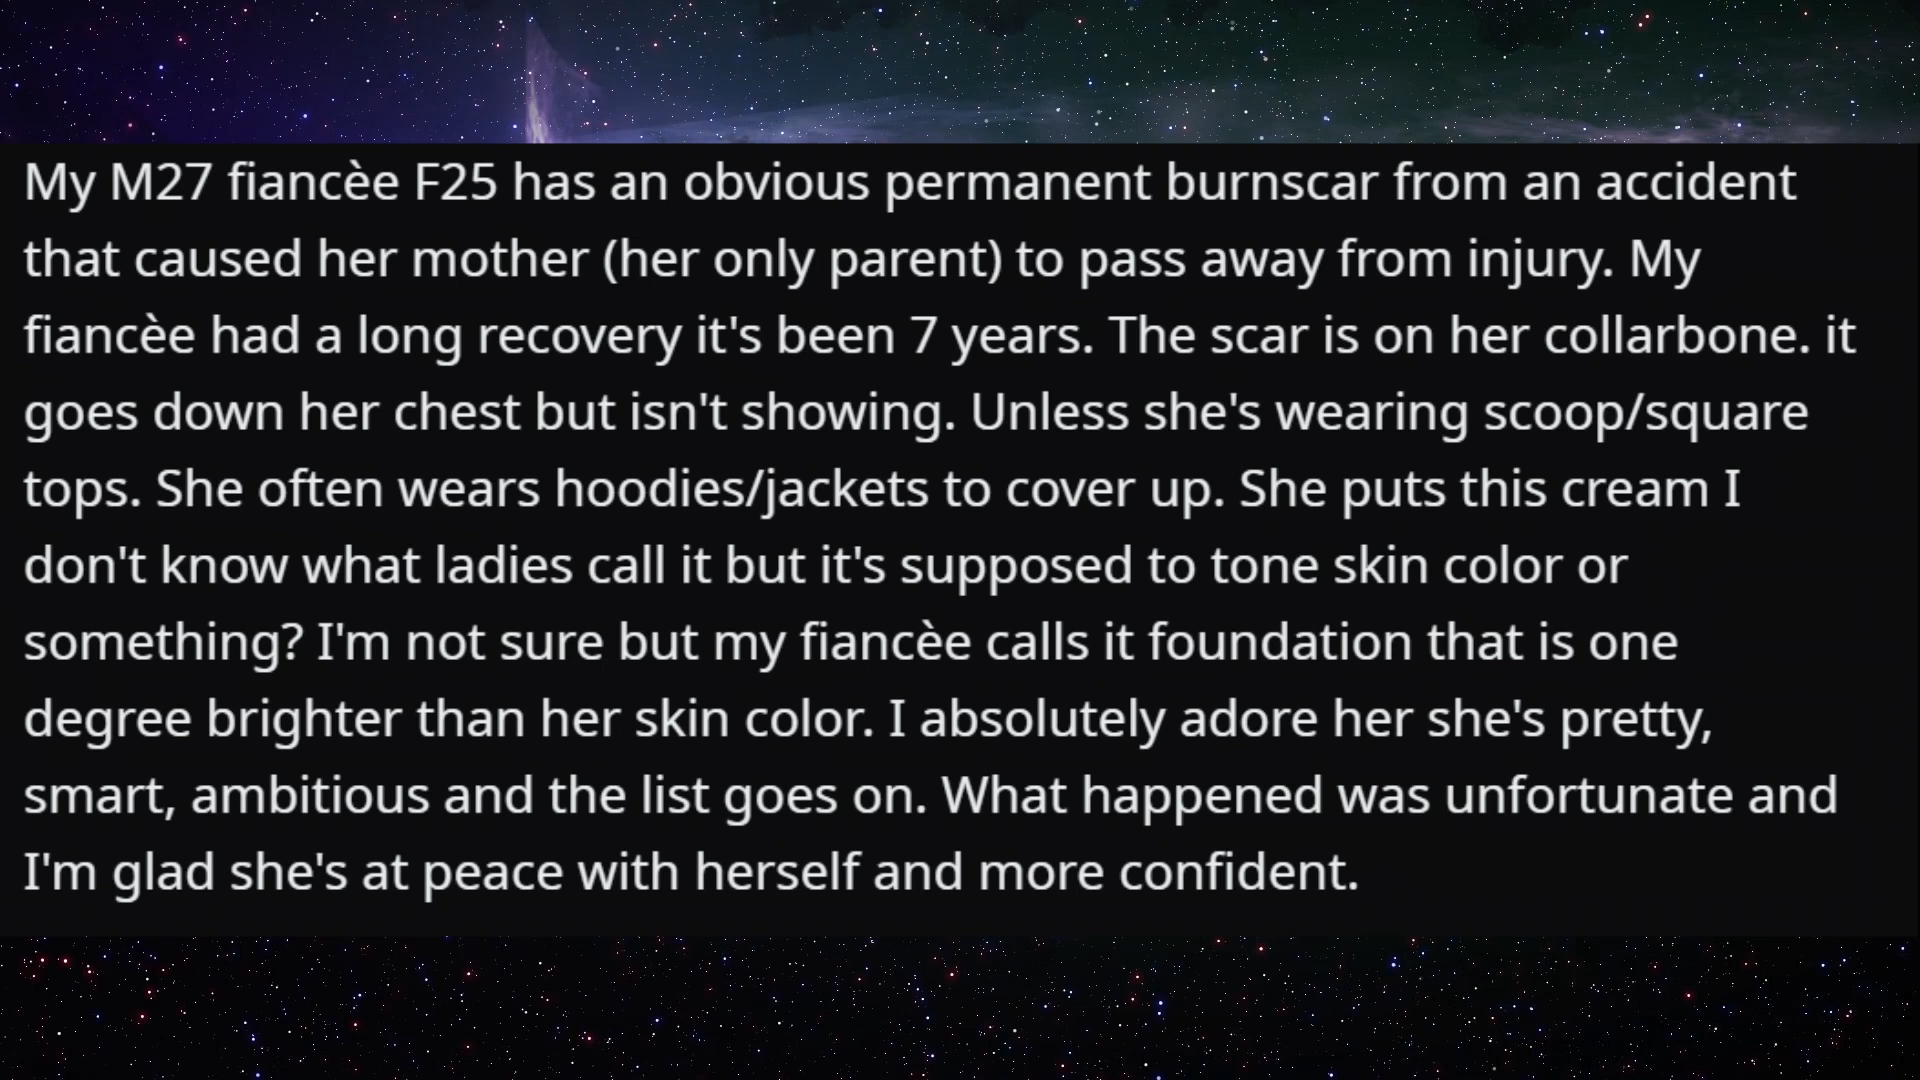 My M27 fiancèe F25 has an obvious permanent burnscar from an accident
that caused her mother (her only parent) to pass away from injury. My
fiancèe had a long recovery it's been 7 years. The scar is on her collarbone. it
goes down her chest but isn't showing. Unless she's wearing scoop/square
tops. She often wears hoodies/jackets to cover up. She puts this cream I
don't know what ladies call it but it's supposed to tone skin color or
something? I'm not sure but my fiancèe calls it foundation that is one
degree brighter than her skin color. I absolutely adore her she's pretty,
smart, ambitious and the list goes on. What happened was unfortunate and
I'm glad she's at peace with herself and more confident.